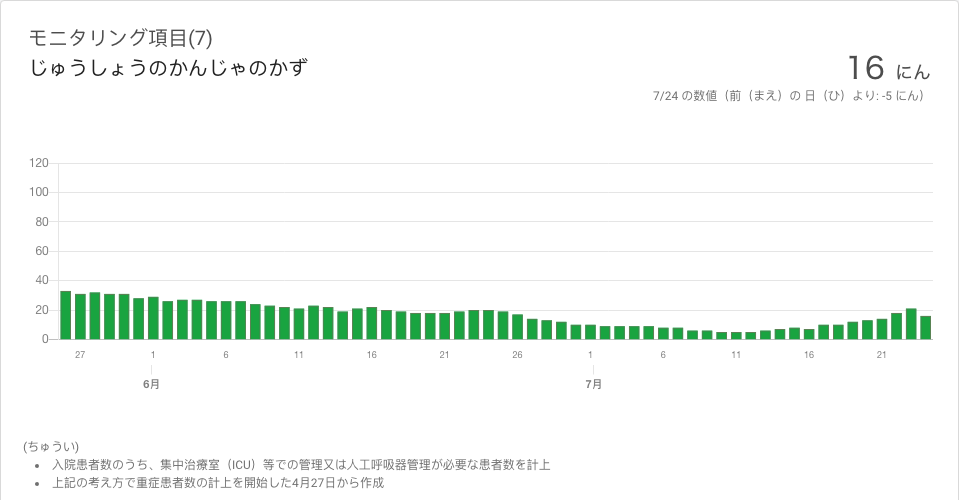 モニタリング項目(7)
じゅうしょうのかんじゃのかず
16 にん
7/24 の数値（前（まえ）の 日（ひ）より: -5 にん）
120
100
80
60
40
20
0
27 1 6 11 16 21 26 1 6 11 16 21
6月 7月
(ちゅうい)
• 入院患者数のうち、集中治療室（ICU）等での管理又は人工呼吸器管理が必要な患者数を計上
• 上記の考え方で重症患者数の計上を開始した4月27日から作成